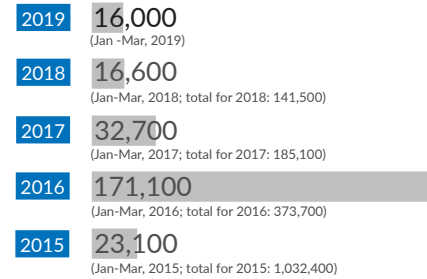 2019 16,000
(Jan -Mar, 2019)
2018 16,600
(Jan-Mar, 2018; total for 2018: 141,500)
2017 32,700
(Jan-Mar, 2017; total for 2017: 185,100)
2016 171,100
(Jan-Mar, 2016; total for 2016: 373,700)
2015 23,100
(Jan-Mar, 2015; total for 2015: 1,032,400)